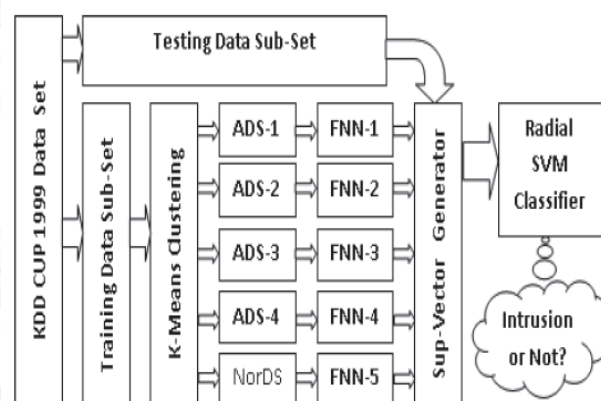 KDD CUP 1999 Data Set
Testing Data Sub-Set
Training Data Sub-Set
K-Means Clustering
ADS-1
FNN-1
ADS-2
FNN-2
ADS-3
FNN-3
ADS-4
FNN-4
NorDS
FNN-5
Sup-Vector Generator
Radial
SVM
Classifier
Intrusion
or Not?